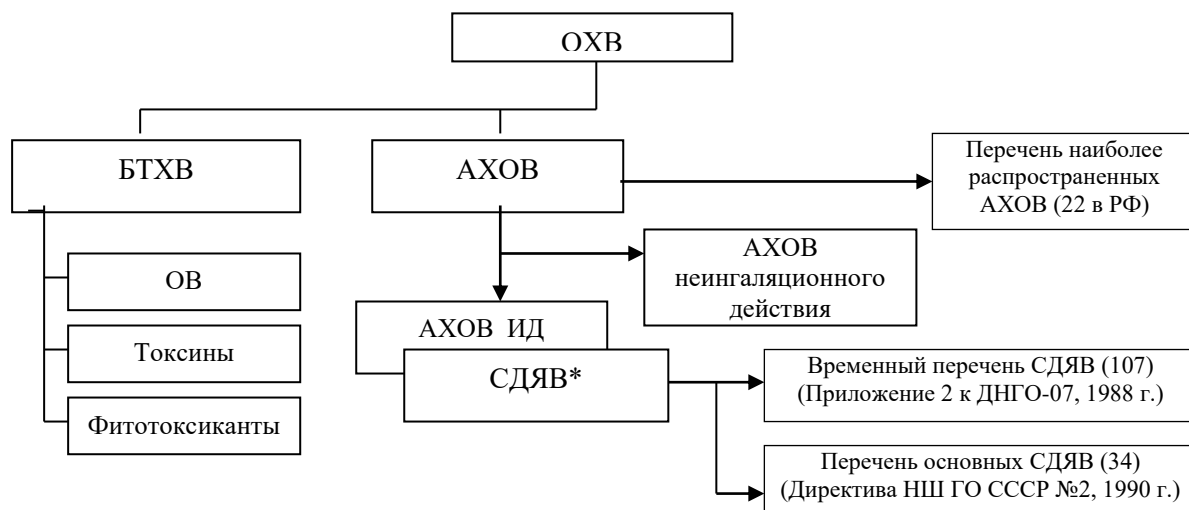 ОХВ
БТХВ
АХОВ
Перечень наиболее
распространенных
АХОВ (22 в РФ)
ОВ
Токсины
Фитотоксиканты
АХОВ
неингаляционного
действия
АХОВ ИД
СДЯВ*
Временный перечень СДЯВ (107)
(Приложение 2 к ДНГО-07, 1988 г.)
Перечень основных СДЯВ (34)
(Директива НШ ГО СССР №2, 1990 г.)